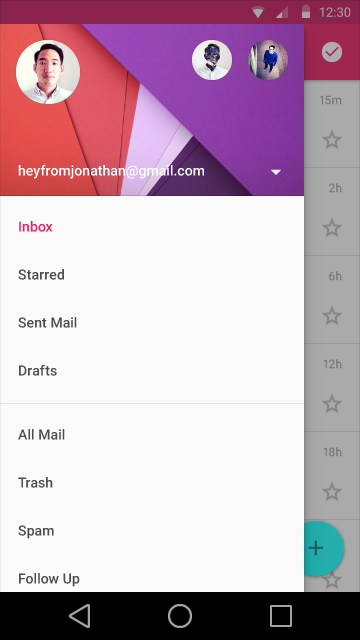 12:30
heyfromjonathan@gmail.com
Inbox
Starred
Sent Mail
Drafts
All Mail
Trash
Spam
Follow Up
15m
2h
6h
12h
18h